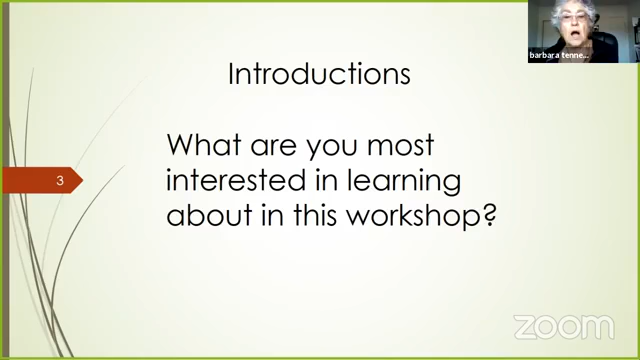 barbara tenne...
Introductions
What are you most
interested in learning
about in this workshop?
3
zoom